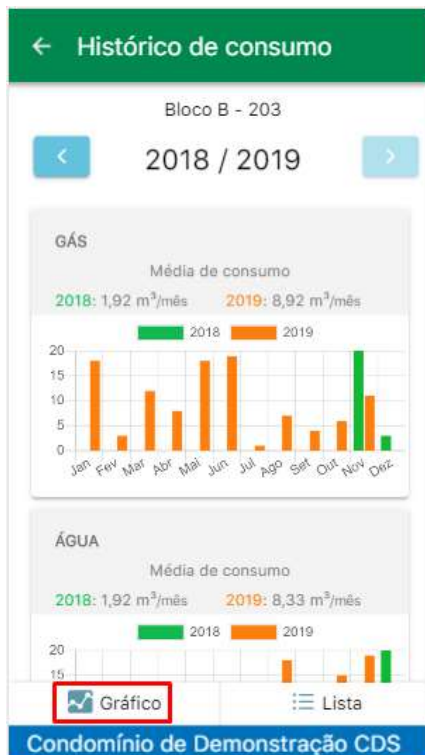 ← Histórico de consumo
Bloco B - 203
< 2018 / 2019 >
GÁS
Média de consumo
2018: 1,92 m³/mês 2019: 8,92 m³/mês
2018 2019
20
15
10
5
0
Jan Fev Mar Abr Mai Jun Jul Ago Set Out Nov Dez
ÁGUA
Média de consumo
2018: 1,92 m³/mês 2019: 8,33 m³/mês
2018 2019
20
15
Gráfico Lista
Condomínio de Demonstração CDS